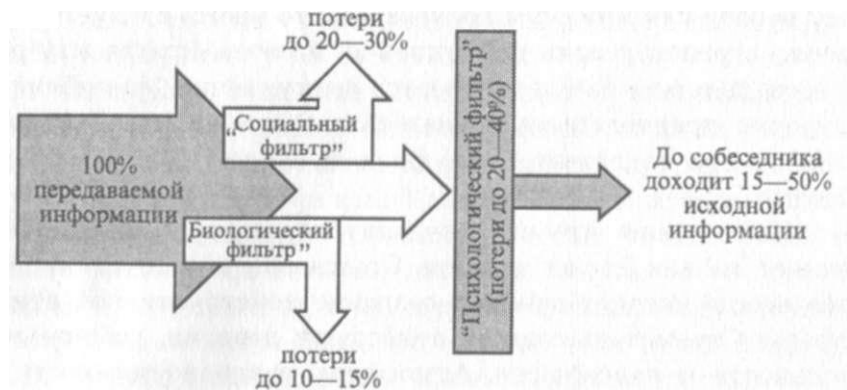 потери
до 20—30%
“Социальный
фильтр”
100%
передаваемой
информации
“Биологический
фильтр”
потери
до 10—15%
“Психологический фильтр”
(потери до 20—40%)
До собеседника
доходит 15—50%
исходной
информации